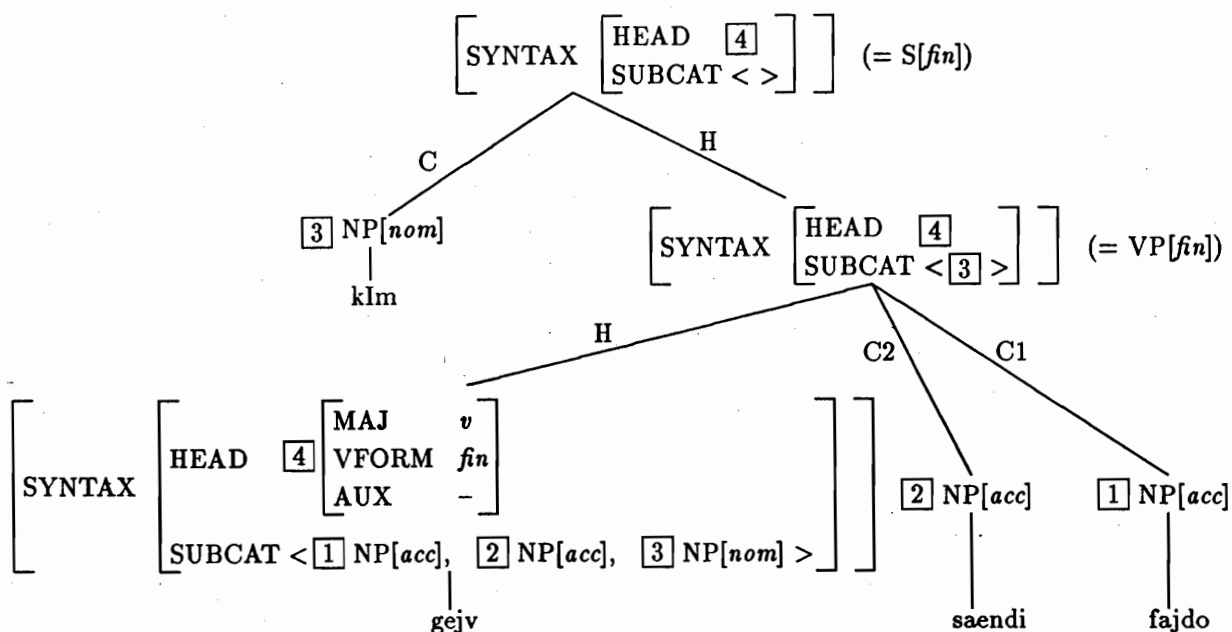 [SYNTAX [HEAD [4]
SUBCAT < >]] (= S[fin])
C
H
[3] NP[nom]
kIm
[SYNTAX [HEAD [4]
SUBCAT < [3] >]] (= VP[fin])
H
C2
C1
MAJ v
HEAD [4] VFORM fin
SYNTAX
AUX –
[2] NP[acc]
[1] NP[acc]
SUBCAT < [1] NP[acc], [2] NP[acc], [3] NP[nom] >
gejv
saendi
fajdo